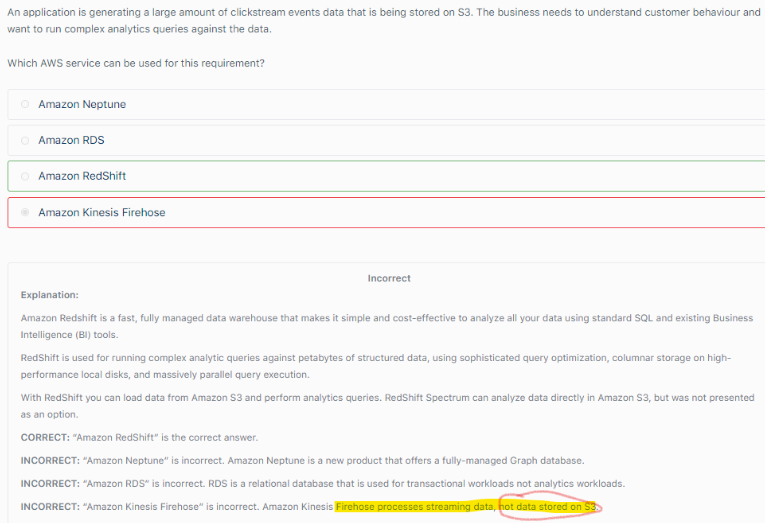 An application is generating a large amount of clickstream events data that is being stored on S3. The business needs to understand customer behaviour and
want to run complex analytics queries against the data.
Which AWS service can be used for this requirement?
Amazon Neptune
Amazon RDS
Amazon RedShift
Amazon Kinesis Firehose
Incorrect
Explanation:
Amazon Redshift is a fast, fully managed data warehouse that makes it simple and cost-effective to analyze all your data using standard SQL and existing Business
Intelligence (BI) tools.
RedShift is used for running complex analytic queries against petabytes of structured data, using sophisticated query optimization, columnar storage on high-
performance local disks, and massively parallel query execution.
With RedShift you can load data from Amazon S3 and perform analytics queries. RedShift Spectrum can analyze data directly in Amazon S3, but was not presented
as an option.
CORRECT: "Amazon RedShift" is the correct answer.
INCORRECT: "Amazon Neptune" is incorrect. Amazon Neptune is a new product that offers a fully-managed Graph database.
INCORRECT: "Amazon RDS" is incorrect. RDS is a relational database that is used for transactional workloads not analytics workloads.
INCORRECT: "Amazon Kinesis Firehose" is incorrect. Amazon Kinesis Firehose processes streaming data, not data stored on S3.